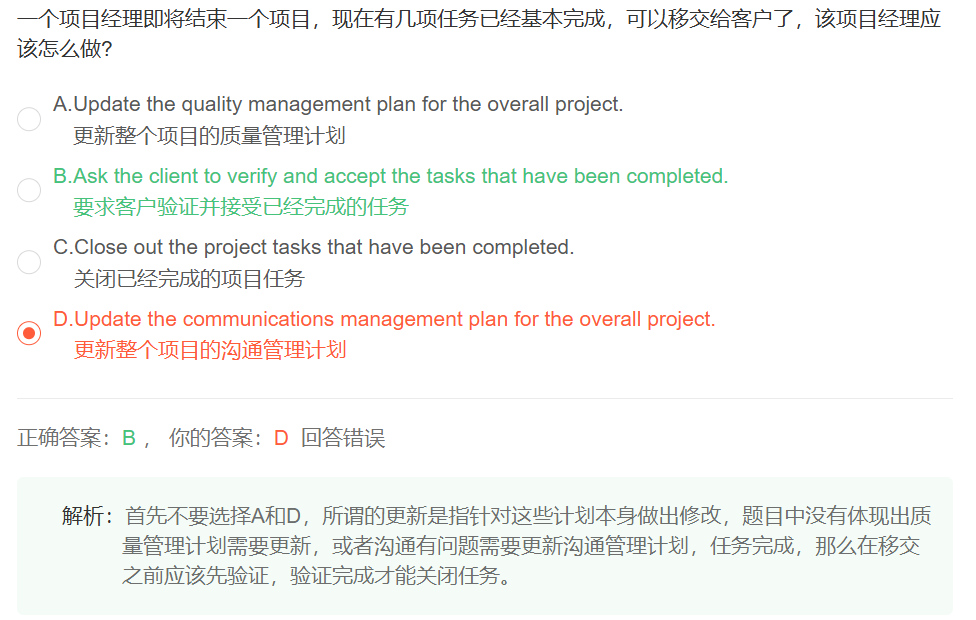 一个项目经理即将结束一个项目，现在有几项任务已经基本完成，可以移交给客户了，该项目经理应
该怎么做?
A.Update the quality management plan for the overall project.
更新整个项目的质量管理计划
B.Ask the client to verify and accept the tasks that have been completed.
要求客户验证并接受已经完成的任务
C.Close out the project tasks that have been completed.
关闭已经完成的项目任务
D.Update the communications management plan for the overall project.
更新整个项目的沟通管理计划
正确答案：B， 你的答案：D 回答错误
解析：首先不要选择A和D，所谓的更新是指针对这些计划本身做出修改，题目中没有体现出质
量管理计划需要更新，或者沟通有问题需要更新沟通管理计划，任务完成，那么在移交
之前应该先验证，验证完成才能关闭任务。